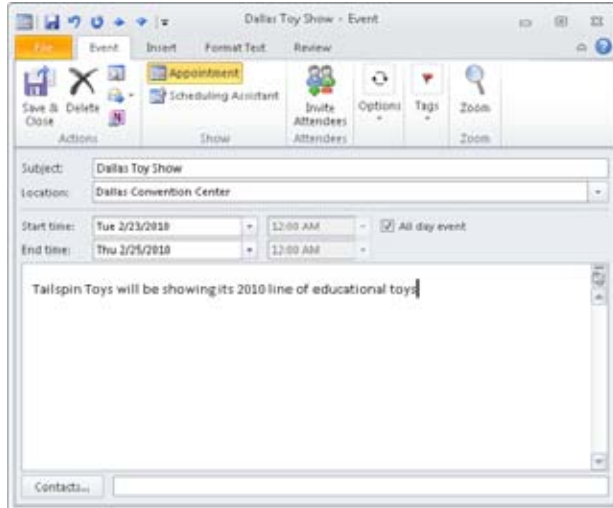 Dallas Toy Show - Event
File Event Insert Format Text Review
Save & Close
Delete
Appointment
Scheduling Assistant
Invite Attendees
Options
Tags
Zoom
Actions Show Attendees Zoom
Subject: Dallas Toy Show
Location: Dallas Convention Center
Start time: Tue 2/23/2010 12:00 AM All day event
End time: Thu 2/25/2010 12:00 AM
Tailspin Toys will be showing its 2010 line of educational toys
Contacts...